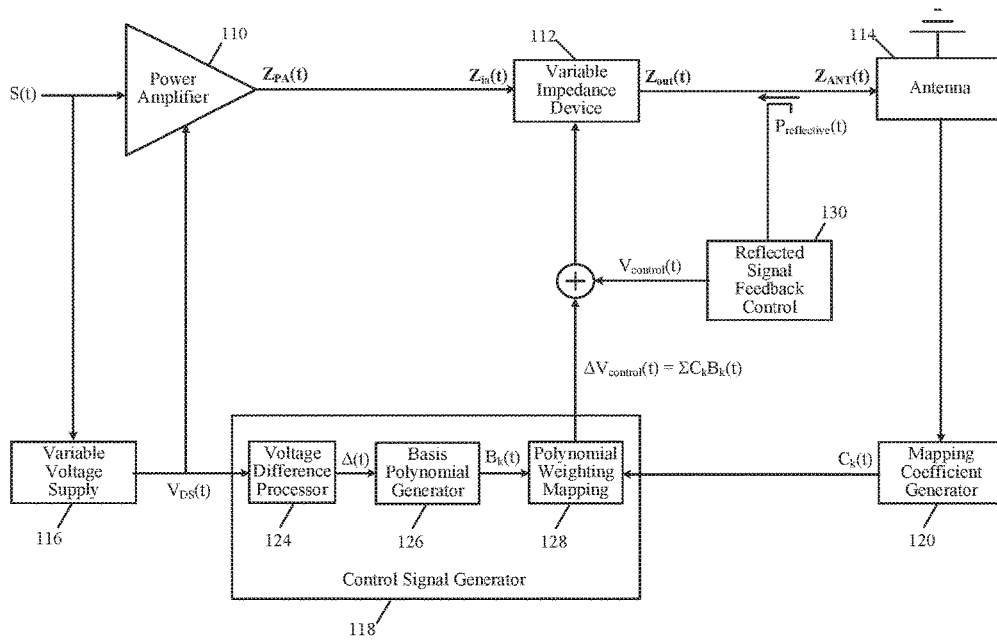 110
112
114
Power
Amplifier
Z_PA(t)
Z_in(t)
Variable
Impedance
Device
Z_out(t)
Z_ANT(t)
Antenna
S(t)
P_reflective(t)
130
Reflected
Signal
Feedback
Control
V_control(t)
+
ΔV_control(t) = ΣC_kB_k(t)
Variable
Voltage
Supply
V_DS(t)
Voltage
Difference
Processor
Δ(t)
Basis
Polynomial
Generator
B_k(t)
Polynomial
Weighting
Mapping
C_k(t)
Mapping
Coefficient
Generator
116
124
126
128
120
Control Signal Generator
118